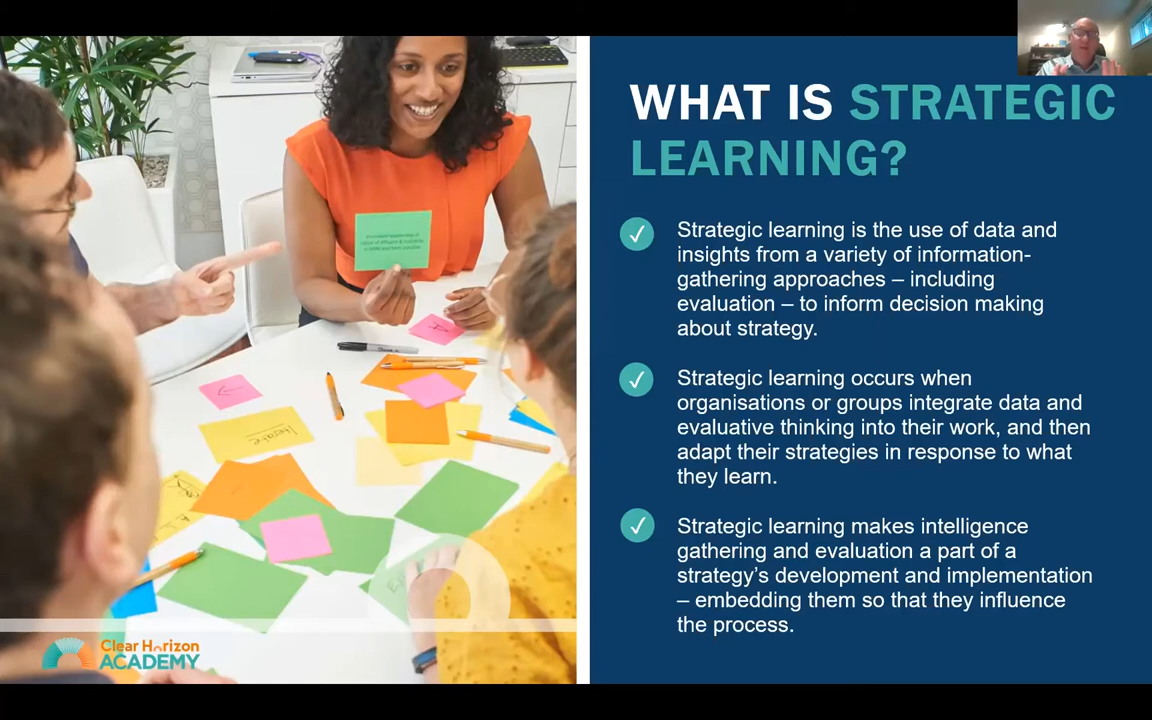 WHAT IS STRATEGIC
LEARNING?
Strategic learning is the use of data and
insights from a variety of information-
gathering approaches – including
evaluation – to inform decision making
about strategy.
Strategic learning occurs when
organisations or groups integrate data and
evaluative thinking into their work, and then
adapt their strategies in response to what
they learn.
Strategic learning makes intelligence
gathering and evaluation a part of a
strategy’s development and implementation
– embedding them so that they influence
the process.
Clear Horizon
ACADEMY